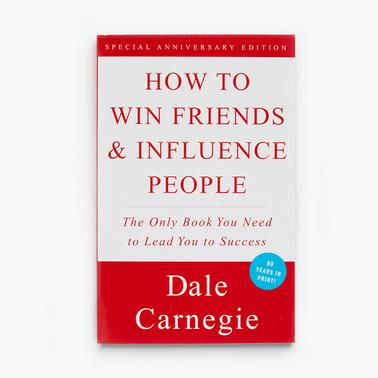 SPECIAL ANNIVERSARY EDITION
HOW TO
WIN FRIENDS
& INFLUENCE
PEOPLE
The Only Book You Need
to Lead You to Success
80
YEARS IN
PRINT!
Dale
Carnegie